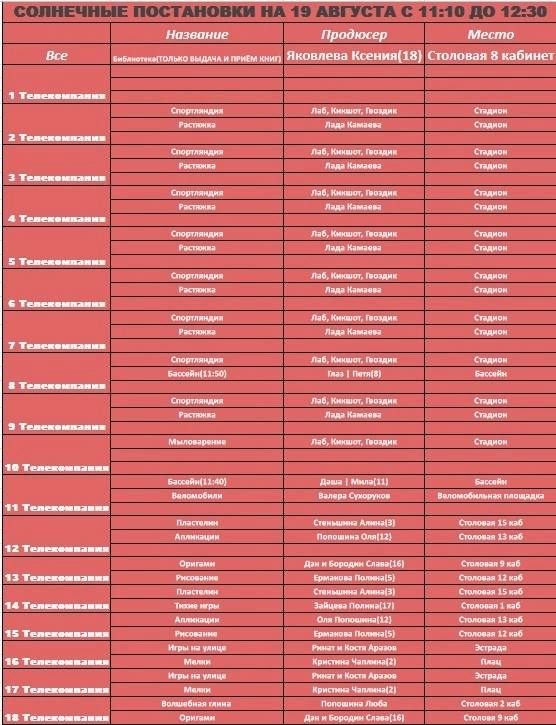 СОЛНЕЧНЫЕ ПОСТАНОВКИ НА 19 АВГУСТА С 11:10 ДО 12:30
Название Продюсер Место
Все Библиотека(ТОЛЬКО ВЫДАЧА И ПРИЁМ КНИГ) Яковлева Ксения(18) Столовая 8 кабинет
1 Телекомпания
Спортляндия Лаб, Кикшот, Гвоздик Стадион
Растяжка Лада Камаева Стадион
2 Телекомпания
Спортляндия Лаб, Кикшот, Гвоздик Стадион
Растяжка Лада Камаева Стадион
3 Телекомпания
Спортляндия Лаб, Кикшот, Гвоздик Стадион
Растяжка Лада Камаева Стадион
4 Телекомпания
Спортляндия Лаб, Кикшот, Гвоздик Стадион
Растяжка Лада Камаева Стадион
5 Телекомпания
Спортляндия Лаб, Кикшот, Гвоздик Стадион
Растяжка Лада Камаева Стадион
6 Телекомпания
Спортляндия Лаб, Кикшот, Гвоздик Стадион
Растяжка Лада Камаева Стадион
7 Телекомпания
Спортляндия Лаб, Кикшот, Гвоздик Стадион
Бассейн(11:50) Глаз | Петя(8) Бассейн
8 Телекомпания
Спортляндия Лаб, Кикшот, Гвоздик Стадион
Растяжка Лада Камаева Стадион
9 Телекомпания
Мыловарение Лаб, Кикшот, Гвоздик Стадион
10 Телекомпания
Бассейн(11:40) Даша | Мила(11) Бассейн
Веломобили Валера Сухоруков Веломобильная площадка
11 Телекомпания
Пластелин Стеньшина Алина(3) Столовая 15 каб
Апликации Попошина Оля(12) Столовая 13 каб
12 Телекомпания
Оригами Дэн и Бородин Слава(16) Столовая 9 каб
13 Телекомпания Рисование Ермакова Полина(5) Столовая 12 каб
Пластелин Стеньшина Алина(3) Столовая 15 каб
14 Телекомпания Тихие игры Зайцева Полина(17) Столовая 1 каб
Апликации Оля Попошина(12) Столовая 13 каб
15 Телекомпания Рисование Ермакова Полина(5) Столовая 12 каб
Игры на улице Ринат и Костя Аразов Эстрада
16 Телекомпания Мелки Кристина Чаплина(2) Плац
Игры на улице Ринат и Костя Аразов Эстрада
17 Телекомпания Мелки Кристина Чаплина(2) Плац
Волшебная глина Попошина Люба Столовая 2 каб
18 Телекомпания Оригами Дэн и Бородин Слава(16) Столовя 9 каб